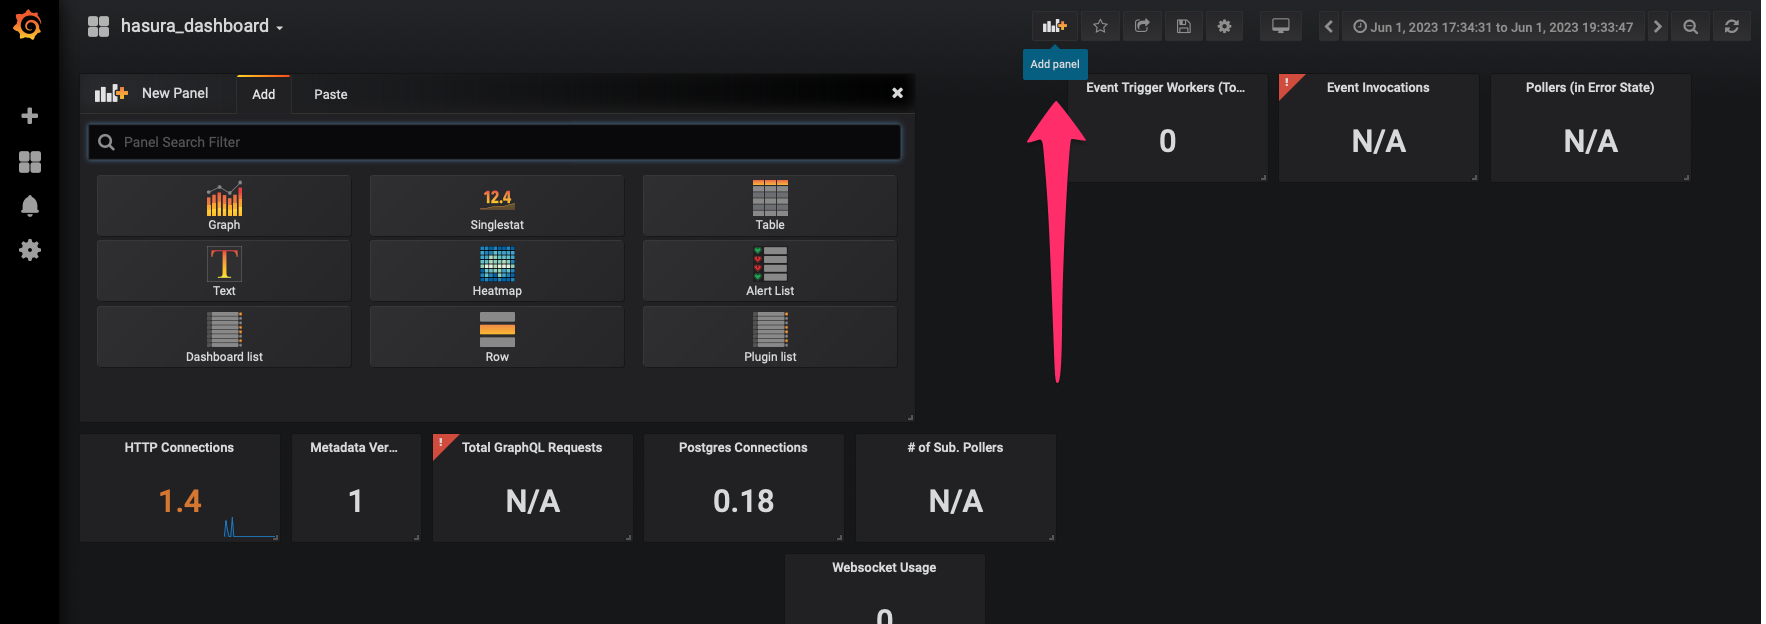 hasura_dashboard
Jun 1, 2023 17:34:31 to Jun 1, 2023 19:33:47
Add panel
New Panel
Add
Paste
Panel Search Filter
Graph
12.4
Singlestat
Table
T
Text
Heatmap
Alert List
Dashboard list
Row
Plugin list
Event Trigger Workers (To...
0
!
Event Invocations
N/A
Pollers (in Error State)
N/A
HTTP Connections
1.4
Metadata Ver...
1
!
Total GraphQL Requests
N/A
Postgres Connections
0.18
# of Sub. Pollers
N/A
Websocket Usage
0